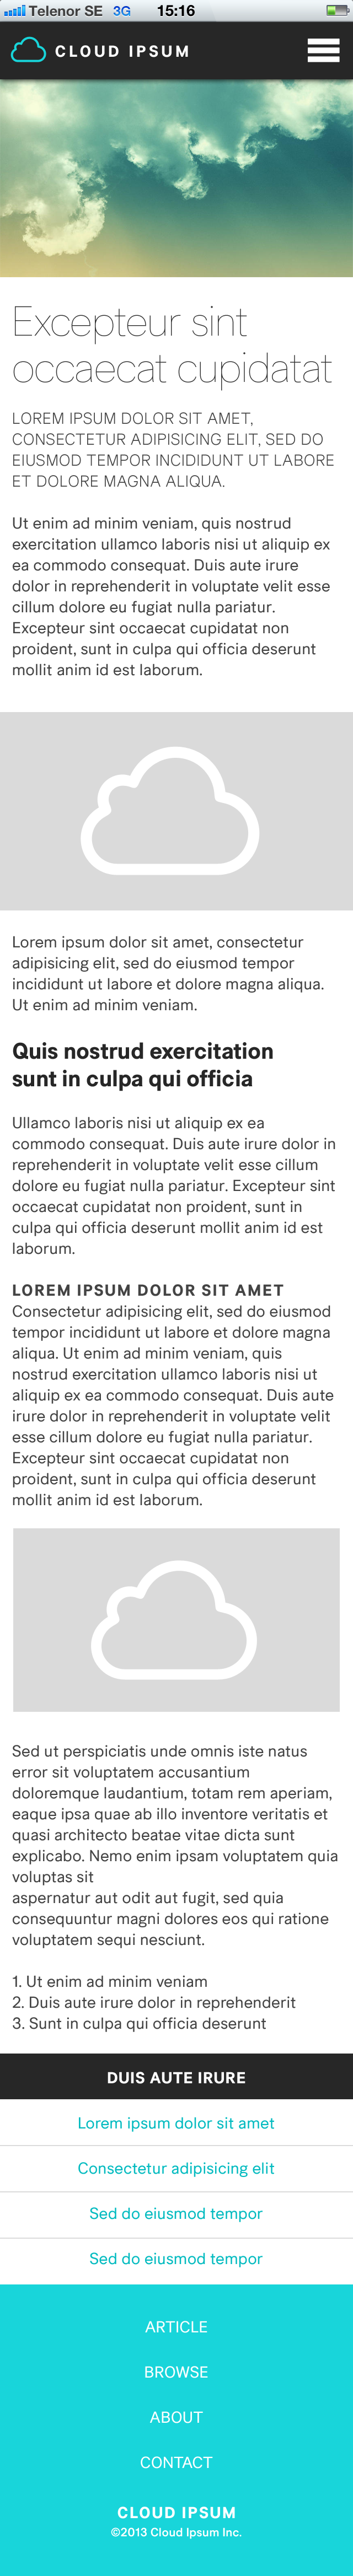 Telenor SE 3G 15:16
CLOUD IPSUM
Excepteur sint
occaecat cupidatat
LOREM IPSUM DOLOR SIT AMET,
CONSECTETUR ADIPISICING ELIT, SED DO
EIUSMOD TEMPOR INCIDIDUNT UT LABORE
ET DOLORE MAGNA ALIQUA.
Ut enim ad minim veniam, quis nostrud
exercitation ullamco laboris nisi ut aliquip ex
ea commodo consequat. Duis aute irure
dolor in reprehenderit in voluptate velit esse
cillum dolore eu fugiat nulla pariatur.
Excepteur sint occaecat cupidatat non
proident, sunt in culpa qui officia deserunt
mollit anim id est laborum.
Lorem ipsum dolor sit amet, consectetur
adipisicing elit, sed do eiusmod tempor
incididunt ut labore et dolore magna aliqua.
Ut enim ad minim veniam.
Quis nostrud exercitation
sunt in culpa qui officia
Ullamco laboris nisi ut aliquip ex ea
commodo consequat. Duis aute irure dolor in
reprehenderit in voluptate velit esse cillum
dolore eu fugiat nulla pariatur. Excepteur sint
occaecat cupidatat non proident, sunt in
culpa qui officia deserunt mollit anim id est
laborum.
LOREM IPSUM DOLOR SIT AMET
Consectetur adipisicing elit, sed do eiusmod
tempor incididunt ut labore et dolore magna
aliqua. Ut enim ad minim veniam, quis
nostrud exercitation ullamco laboris nisi ut
aliquip ex ea commodo consequat. Duis aute
irure dolor in reprehenderit in voluptate velit
esse cillum dolore eu fugiat nulla pariatur.
Excepteur sint occaecat cupidatat non
proident, sunt in culpa qui officia deserunt
mollit anim id est laborum.
Sed ut perspiciatis unde omnis iste natus
error sit voluptatem accusantium
doloremque laudantium, totam rem aperiam,
eaque ipsa quae ab illo inventore veritatis et
quasi architecto beatae vitae dicta sunt
explicabo. Nemo enim ipsam voluptatem quia
voluptas sit
aspernatur aut odit aut fugit, sed quia
consequuntur magni dolores eos qui ratione
voluptatem sequi nesciunt.
1. Ut enim ad minim veniam
2. Duis aute irure dolor in reprehenderit
3. Sunt in culpa qui officia deserunt
DUIS AUTE IRURE
Lorem ipsum dolor sit amet
Consectetur adipisicing elit
Sed do eiusmod tempor
Sed do eiusmod tempor
ARTICLE
BROWSE
ABOUT
CONTACT
CLOUD IPSUM
©2013 Cloud Ipsum Inc.